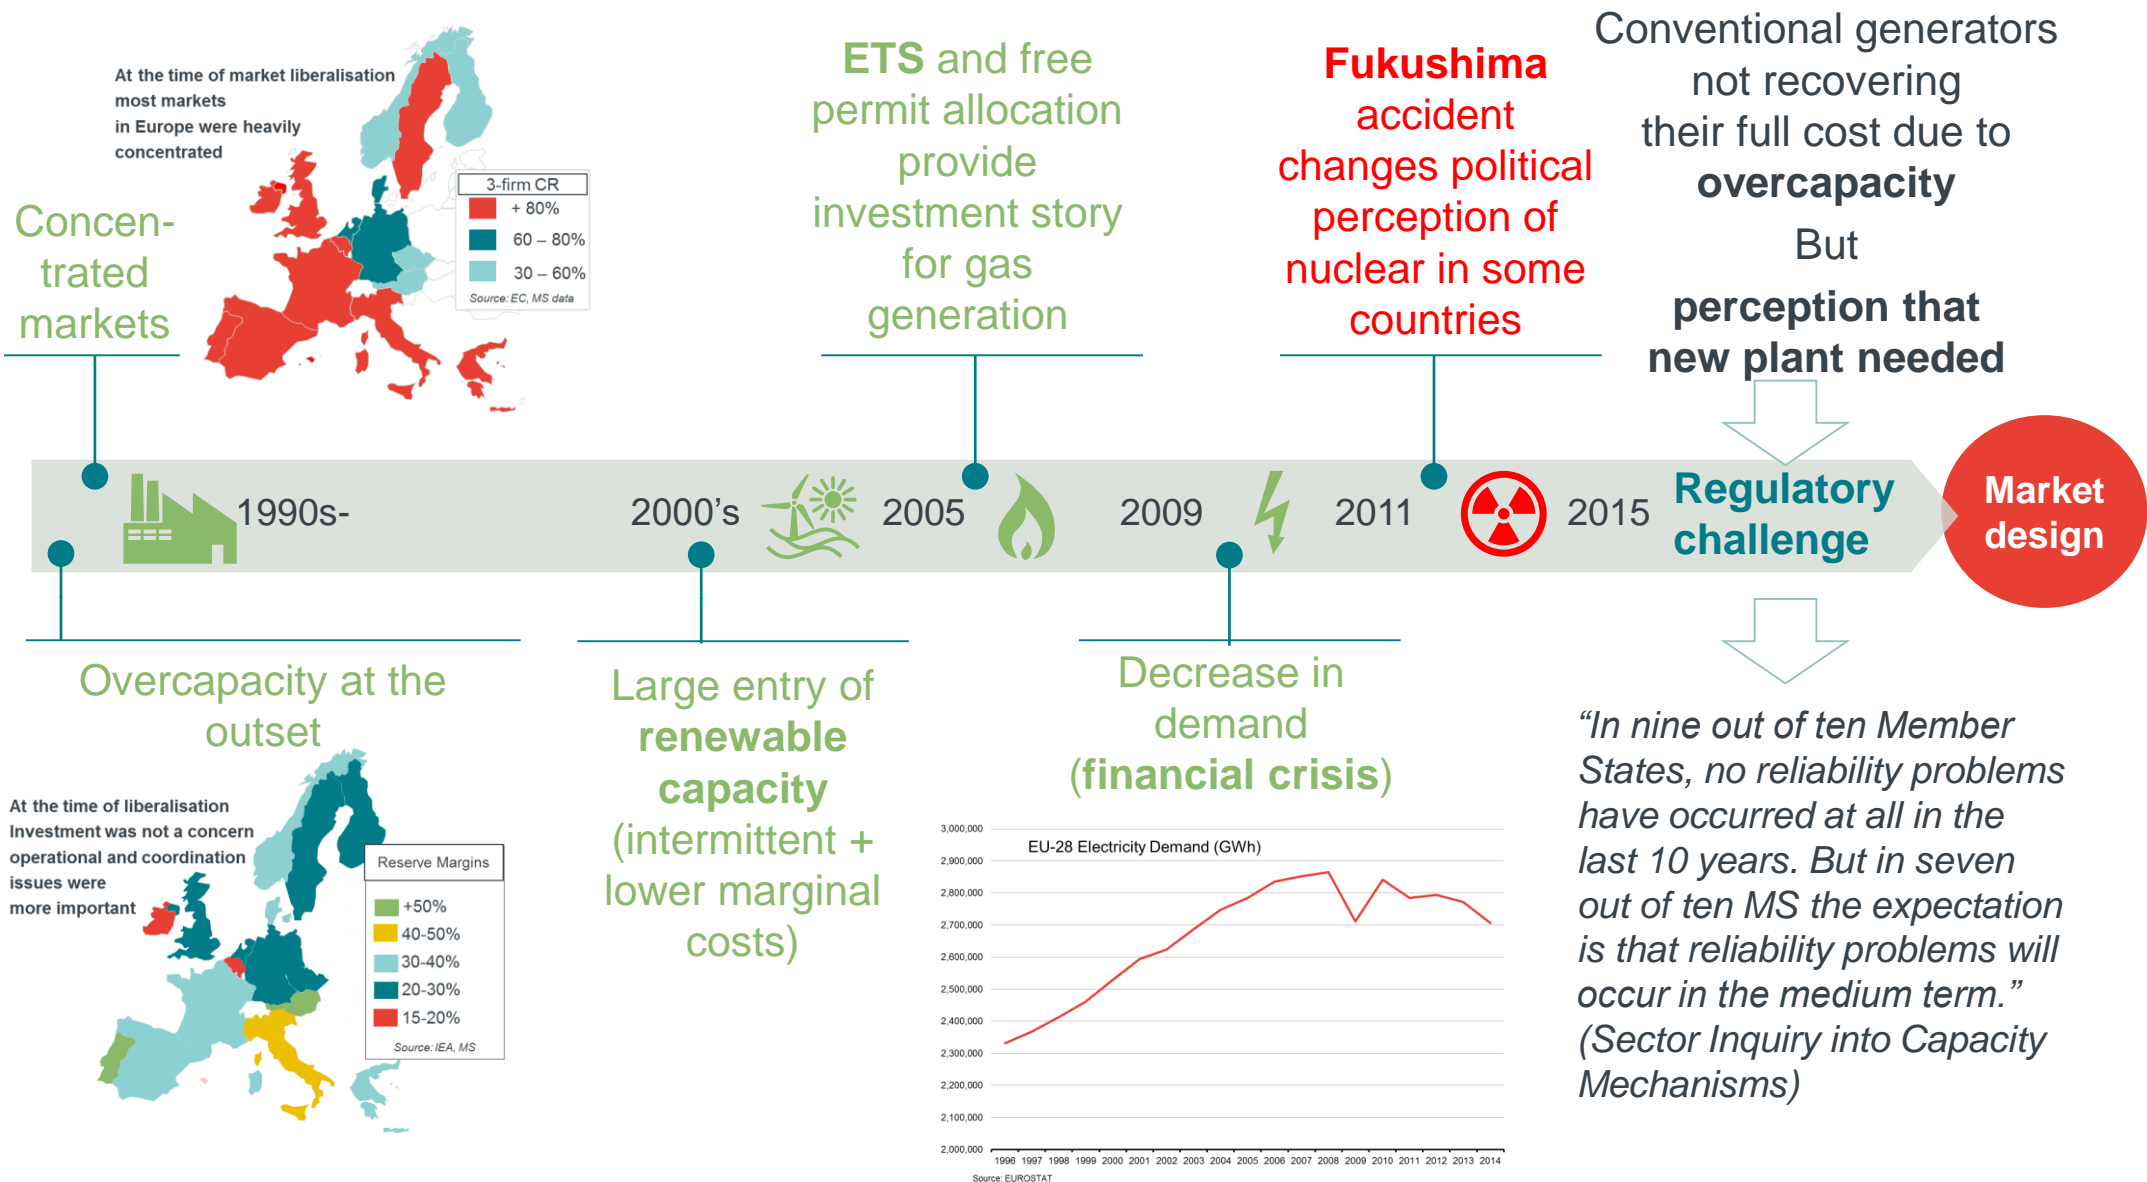 At the time of market liberalisation
most markets
in Europe were heavily
concentrated
3-firm CR
+ 80%
60 – 80%
30 – 60%
Source: EC, MS data
Concen-
trated
markets
ETS and free
permit allocation
provide
investment story
for gas
generation
Fukushima
accident
changes political
perception of
nuclear in some
countries
Conventional generators
not recovering
their full cost due to
overcapacity
But
perception that
new plant needed
1990s-
2000's
2005
2009
2011
2015
Regulatory
challenge
Market
design
Overcapacity at the
outset
At the time of liberalisation
Investment was not a concern
operational and coordination
issues were
more important
Reserve Margins
+50%
40-50%
30-40%
20-30%
15-20%
Source: IEA, MS
Large entry of
renewable
capacity
(intermittent +
lower marginal
costs)
Decrease in
demand
(financial crisis)
EU-28 Electricity Demand (GWh)
3,000,000
2,900,000
2,800,000
2,700,000
2,600,000
2,500,000
2,400,000
2,300,000
2,200,000
2,100,000
2,000,000
1996 1997 1998 1999 2000 2001 2002 2003 2004 2005 2006 2007 2008 2009 2010 2011 2012 2013 2014
Source: EUROSTAT
“In nine out of ten Member
States, no reliability problems
have occurred at all in the
last 10 years. But in seven
out of ten MS the expectation
is that reliability problems will
occur in the medium term.”
(Sector Inquiry into Capacity
Mechanisms)